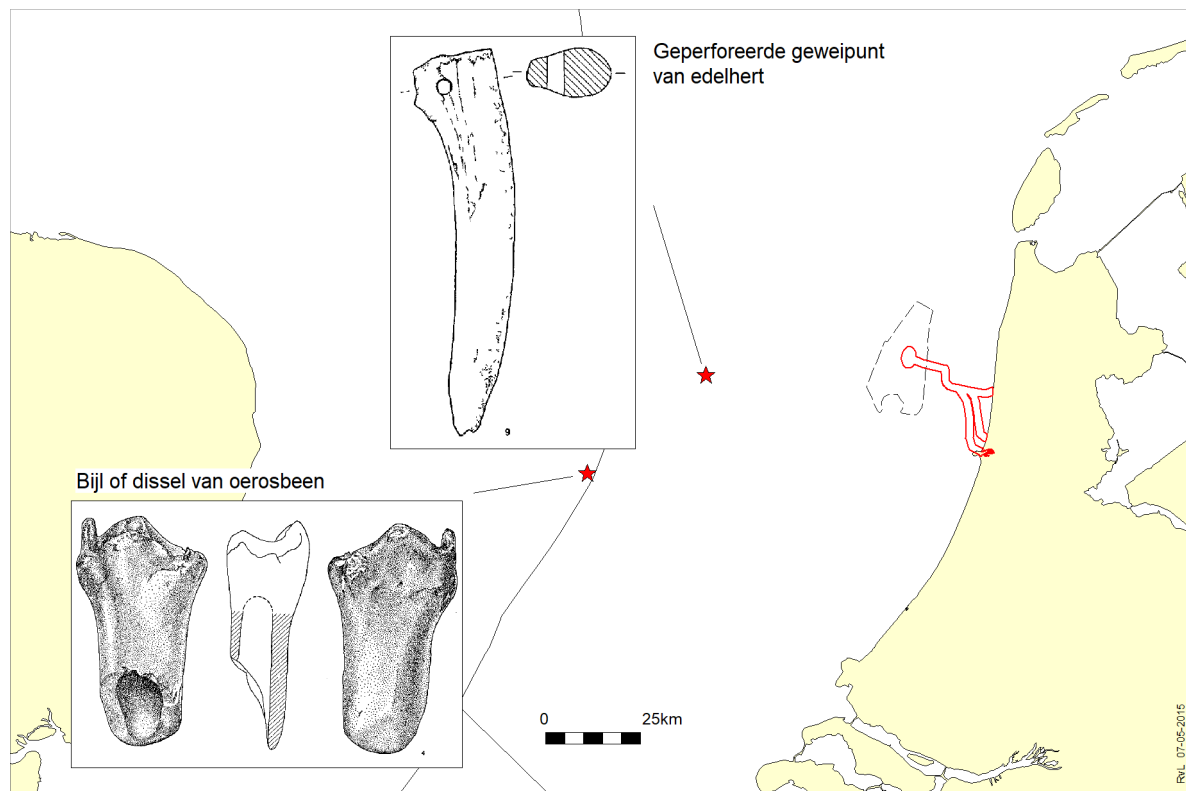 Geperforeerde geweipunt
van edelhert
9
Bijl of dissel van oerosbeen
4
0 25km
RvL 07-05-2015